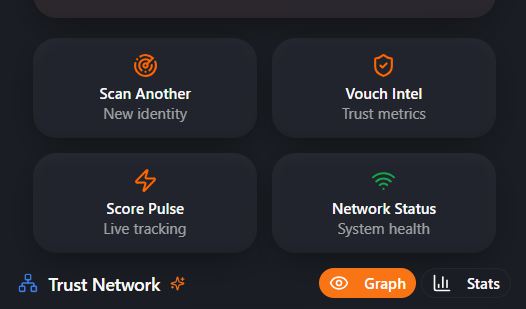 Scan Another
New identity
Vouch Intel
Trust metrics
Score Pulse
Live tracking
Network Status
System health
Trust Network
Graph
Stats